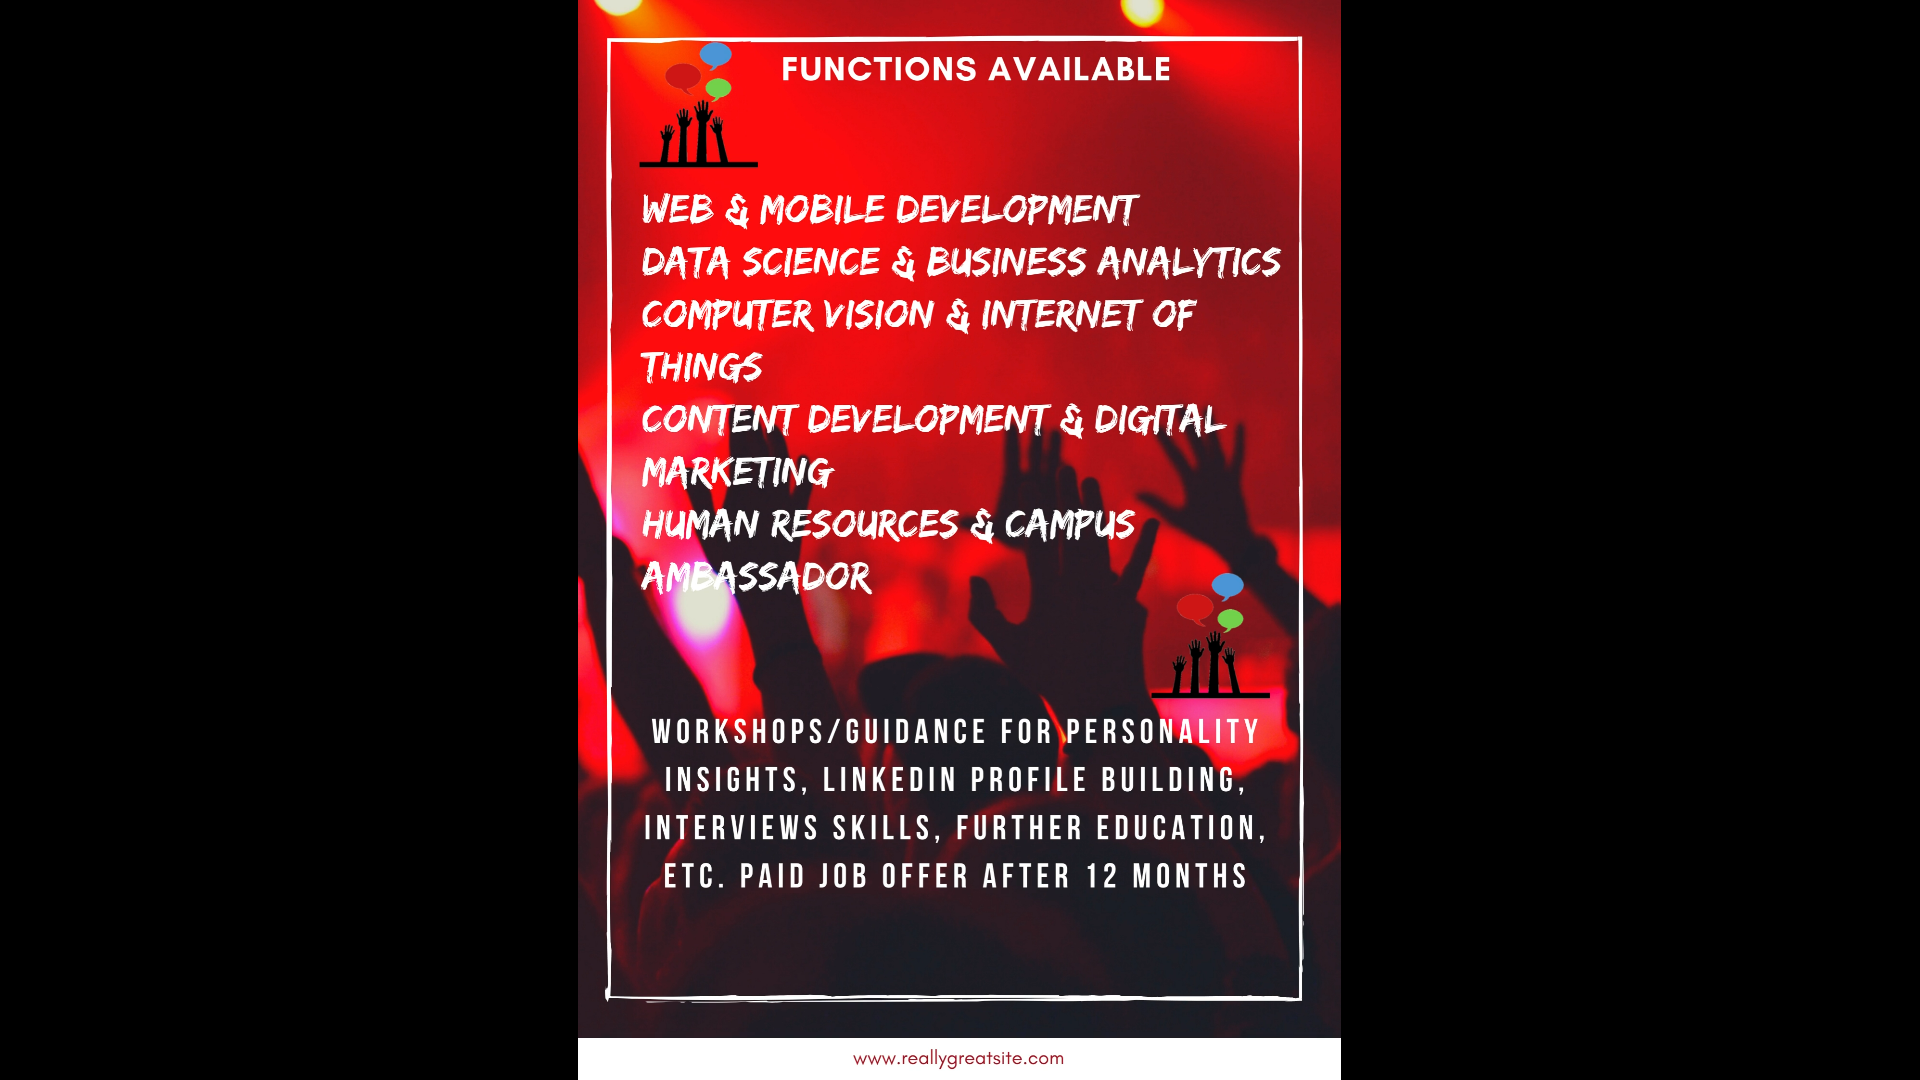 FUNCTIONS AVAILABLE
WEB & MOBILE DEVELOPMENT
DATA SCIENCE & BUSINESS ANALYTICS
COMPUTER VISION & INTERNET OF
THINGS
CONTENT DEVELOPMENT & DIGITAL
MARKETING
HUMAN RESOURCES & CAMPUS
AMBASSADOR
WORKSHOPS/GUIDANCE FOR PERSONALITY
INSIGHTS, LINKEDIN PROFILE BUILDING,
INTERVIEWS SKILLS, FURTHER EDUCATION,
ETC. PAID JOB OFFER AFTER 12 MONTHS
www.reallygreatsite.com